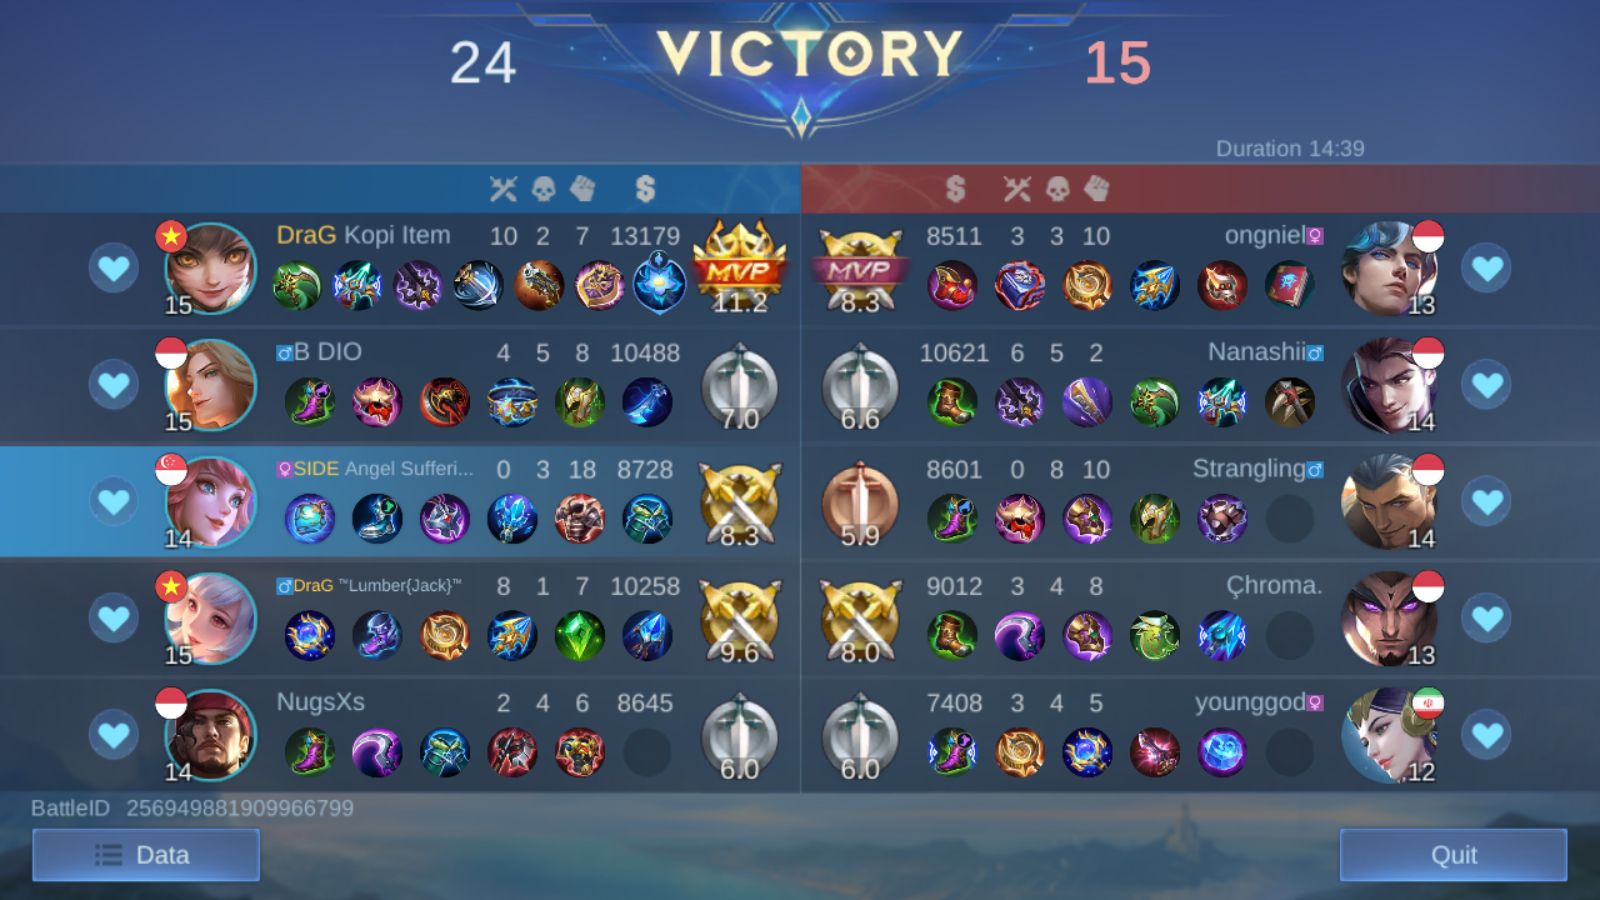 24 VICTORY 15
Duration 14:39
DraG Kopi Item 10 2 7 13179
15
MVP 11.2
MVP 8.3
8511 3 3 10 ongniel
13
B DIO 4 5 8 10488
15
7.0
6.6
10621 6 5 2 Nanashii
14
SIDE Angel Sufferi... 0 3 18 8728
14
8.3
5.9
8601 0 8 10 Strangling
14
DraG ™Lumber{Jack}™ 8 1 7 10258
15
9.6
8.0
9012 3 4 8 Çhroma.
13
NugsXs 2 4 6 8645
14
6.0
6.0
7408 3 4 5 younggod
12
BattleID 256949881909966799
Data
Quit